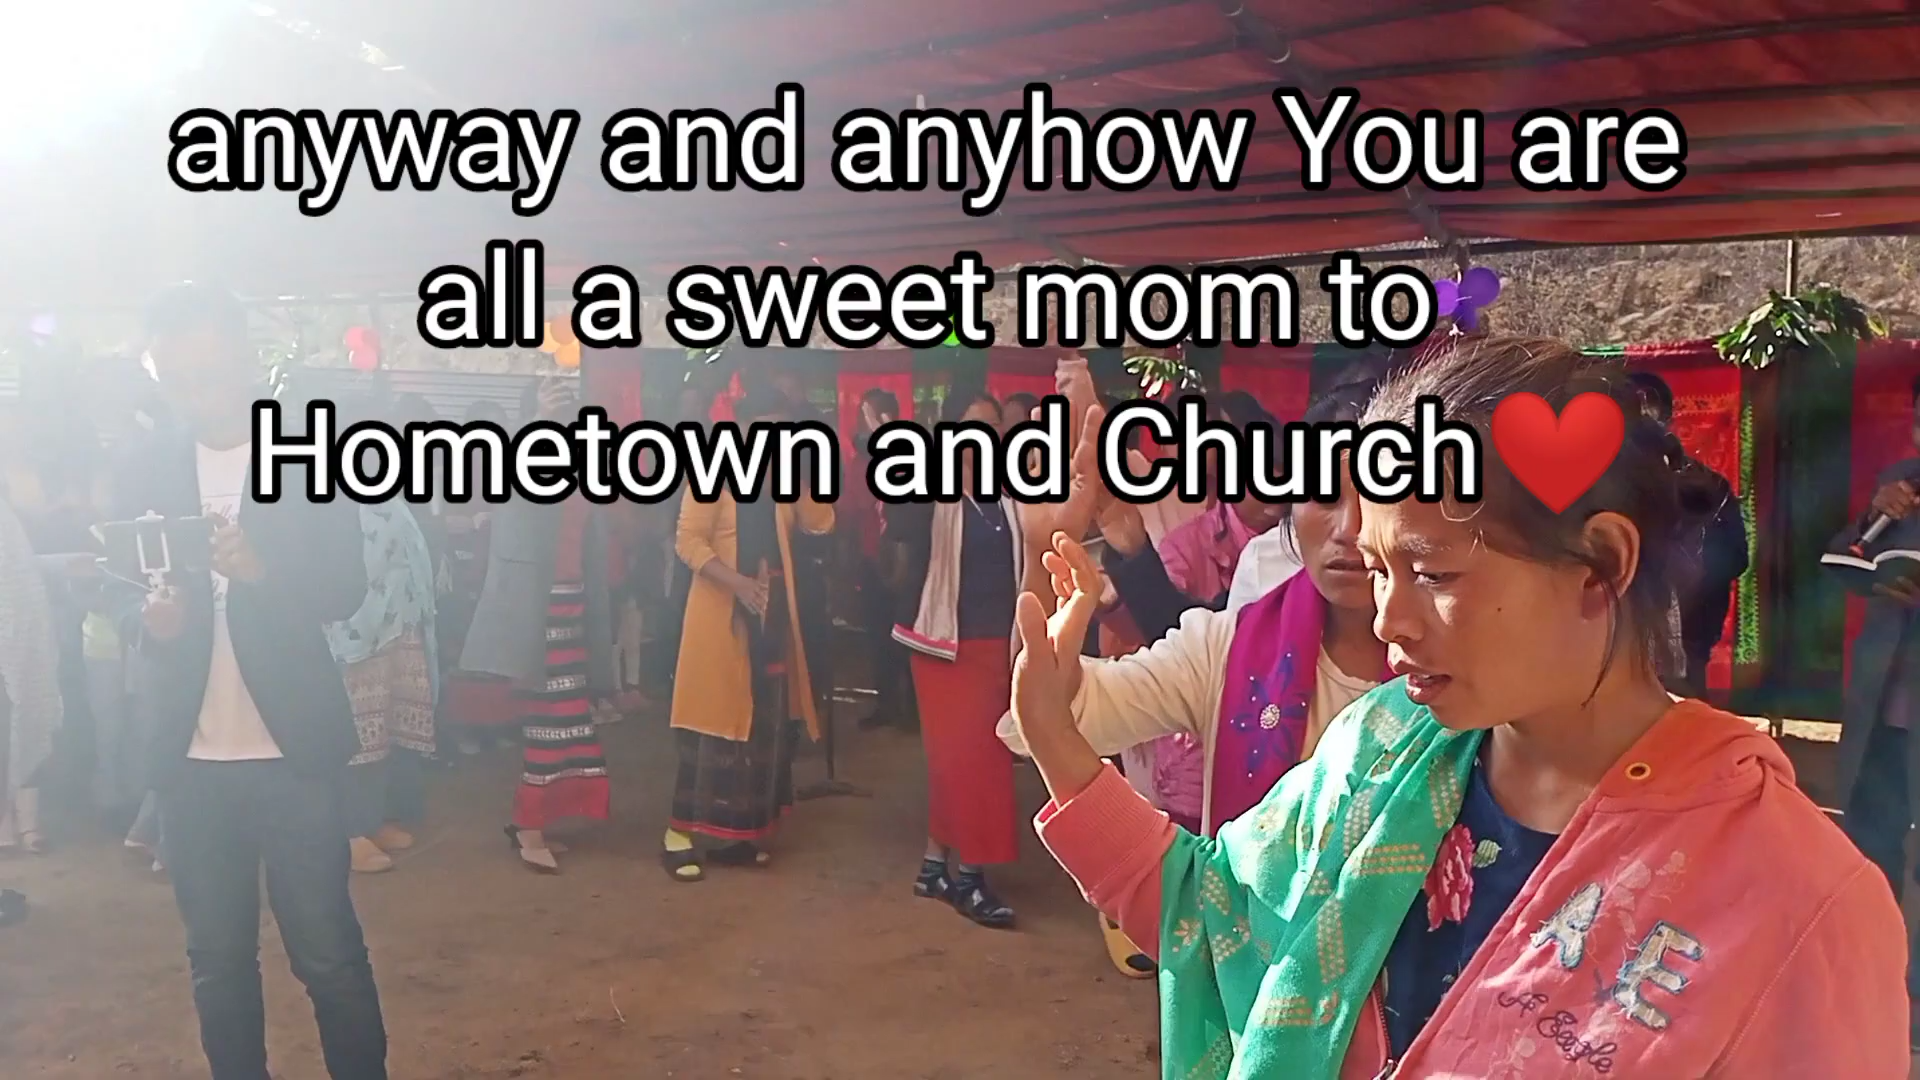 anyway and anyhow You are
all a sweet mom to
Hometown and Church❤️
A E